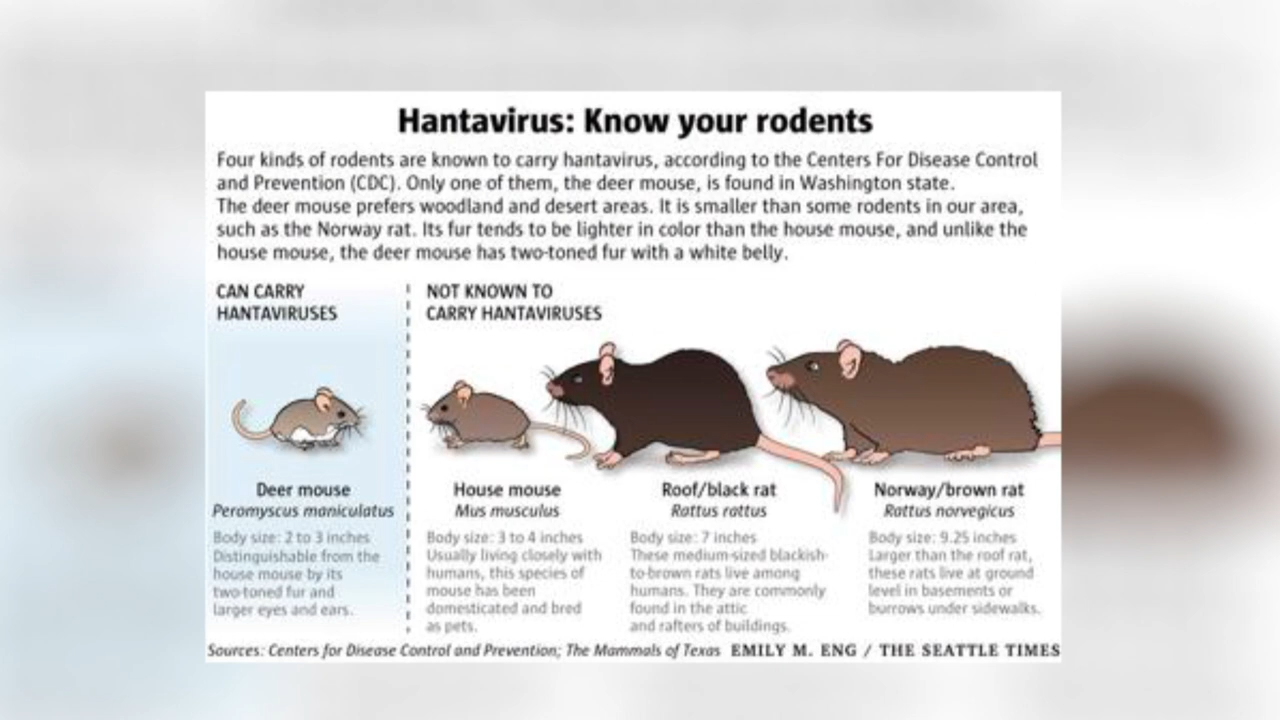 Hantavirus: Know your rodents
Four kinds of rodents are known to carry hantavirus, according to the Centers For Disease Control
and Prevention (CDC). Only one of them, the deer mouse, is found in Washington state.
The deer mouse prefers woodland and desert areas. It is smaller than some rodents in our area,
such as the Norway rat. Its fur tends to be lighter in color than the house mouse, and unlike the
house mouse, the deer mouse has two-toned fur with a white belly.
CAN CARRY
HANTAVIRUSES
NOT KNOWN TO
CARRY HANTAVIRUSES
Deer mouse
Peromyscus maniculatus
Body size: 2 to 3 inches
Distinguishable from the
house mouse by its
two-toned fur and
larger eyes and ears.
House mouse
Mus musculus
Body size: 3 to 4 inches
Usually living closely with
humans, this species of
mouse has been
domesticated and bred
as pets.
Roof/black rat
Rattus rattus
Body size: 7 inches
These medium-sized blackish-
to-brown rats live among
humans. They are commonly
found in the attic
and rafters of buildings.
Norway/brown rat
Rattus norvegicus
Body size: 9.25 inches
Larger than the roof rat,
these rats live at ground
level in basements or
burrows under sidewalks.
Sources: Centers for Disease Control and Prevention; The Mammals of Texas EMILY M. ENG / THE SEATTLE TIMES